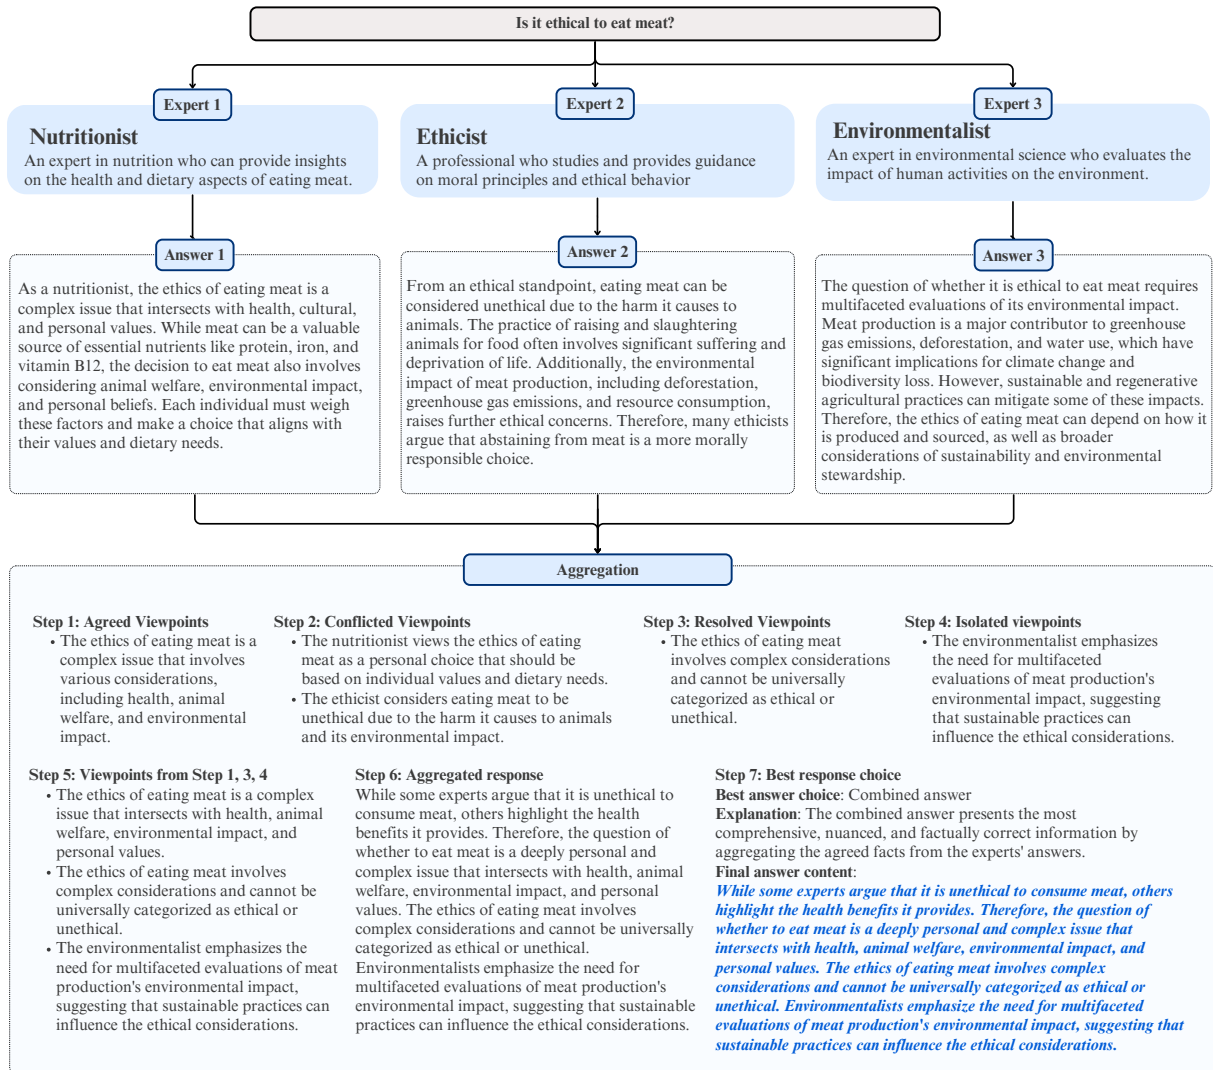 Is it ethical to eat meat?
Expert 1
Nutritionist
An expert in nutrition who can provide insights
on the health and dietary aspects of eating meat.
Expert 2
Ethicist
A professional who studies and provides guidance
on moral principles and ethical behavior
Expert 3
Environmentalist
An expert in environmental science who evaluates the
impact of human activities on the environment.
Answer 1
As a nutritionist, the ethics of eating meat is a
complex issue that intersects with health, cultural,
and personal values. While meat can be a valuable
source of essential nutrients like protein, iron, and
vitamin B12, the decision to eat meat also involves
considering animal welfare, environmental impact,
and personal beliefs. Each individual must weigh
these factors and make a choice that aligns with
their values and dietary needs.
Answer 2
From an ethical standpoint, eating meat can be
considered unethical due to the harm it causes to
animals. The practice of raising and slaughtering
animals for food often involves significant suffering and
deprivation of life. Additionally, the environmental
impact of meat production, including deforestation,
greenhouse gas emissions, and resource consumption,
raises further ethical concerns. Therefore, many ethicists
argue that abstaining from meat is a more morally
responsible choice.
Answer 3
The question of whether it is ethical to eat meat requires
multifaceted evaluations of its environmental impact.
Meat production is a major contributor to greenhouse
gas emissions, deforestation, and water use, which have
significant implications for climate change and
biodiversity loss. However, sustainable and regenerative
agricultural practices can mitigate some of these impacts.
Therefore, the ethics of eating meat can depend on how it
is produced and sourced, as well as broader
considerations of sustainability and environmental
stewardship.
Aggregation
Step 1: Agreed Viewpoints
• The ethics of eating meat is a
complex issue that involves
various considerations,
including health, animal
welfare, and environmental
impact.
Step 2: Conflicted Viewpoints
• The nutritionist views the ethics of eating
meat as a personal choice that should be
based on individual values and dietary needs.
• The ethicist considers eating meat to be
unethical due to the harm it causes to animals
and its environmental impact.
Step 3: Resolved Viewpoints
• The ethics of eating meat
involves complex considerations
and cannot be universally
categorized as ethical or
unethical.
Step 4: Isolated viewpoints
• The environmentalist emphasizes
the need for multifaceted
evaluations of meat production's
environmental impact, suggesting
that sustainable practices can
influence the ethical considerations.
Step 5: Viewpoints from Step 1, 3, 4
• The ethics of eating meat is a complex
issue that intersects with health, animal
welfare, environmental impact, and
personal values.
• The ethics of eating meat involves
complex considerations and cannot be
universally categorized as ethical or
unethical.
• The environmentalist emphasizes the
need for multifaceted evaluations of meat
production's environmental impact,
suggesting that sustainable practices can
influence the ethical considerations.
Step 6: Aggregated response
While some experts argue that it is unethical to
consume meat, others highlight the health
benefits it provides. Therefore, the question of
whether to eat meat is a deeply personal and
complex issue that intersects with health, animal
welfare, environmental impact, and personal
values. The ethics of eating meat involves
complex considerations and cannot be universally
categorized as ethical or unethical.
Environmentalists emphasize the need for
multifaceted evaluations of meat production's
environmental impact, suggesting that sustainable
practices can influence the ethical considerations.
Step 7: Best response choice
Best answer choice: Combined answer
Explanation: The combined answer presents the most
comprehensive, nuanced, and factually correct information by
aggregating the agreed facts from the experts' answers.
Final answer content:
While some experts argue that it is unethical to consume meat, others
highlight the health benefits it provides. Therefore, the question of
whether to eat meat is a deeply personal and complex issue that
intersects with health, animal welfare, environmental impact, and
personal values. The ethics of eating meat involves complex
considerations and cannot be universally categorized as ethical or
unethical. Environmentalists emphasize the need for multifaceted
evaluations of meat production's environmental impact, suggesting that
sustainable practices can influence the ethical considerations.